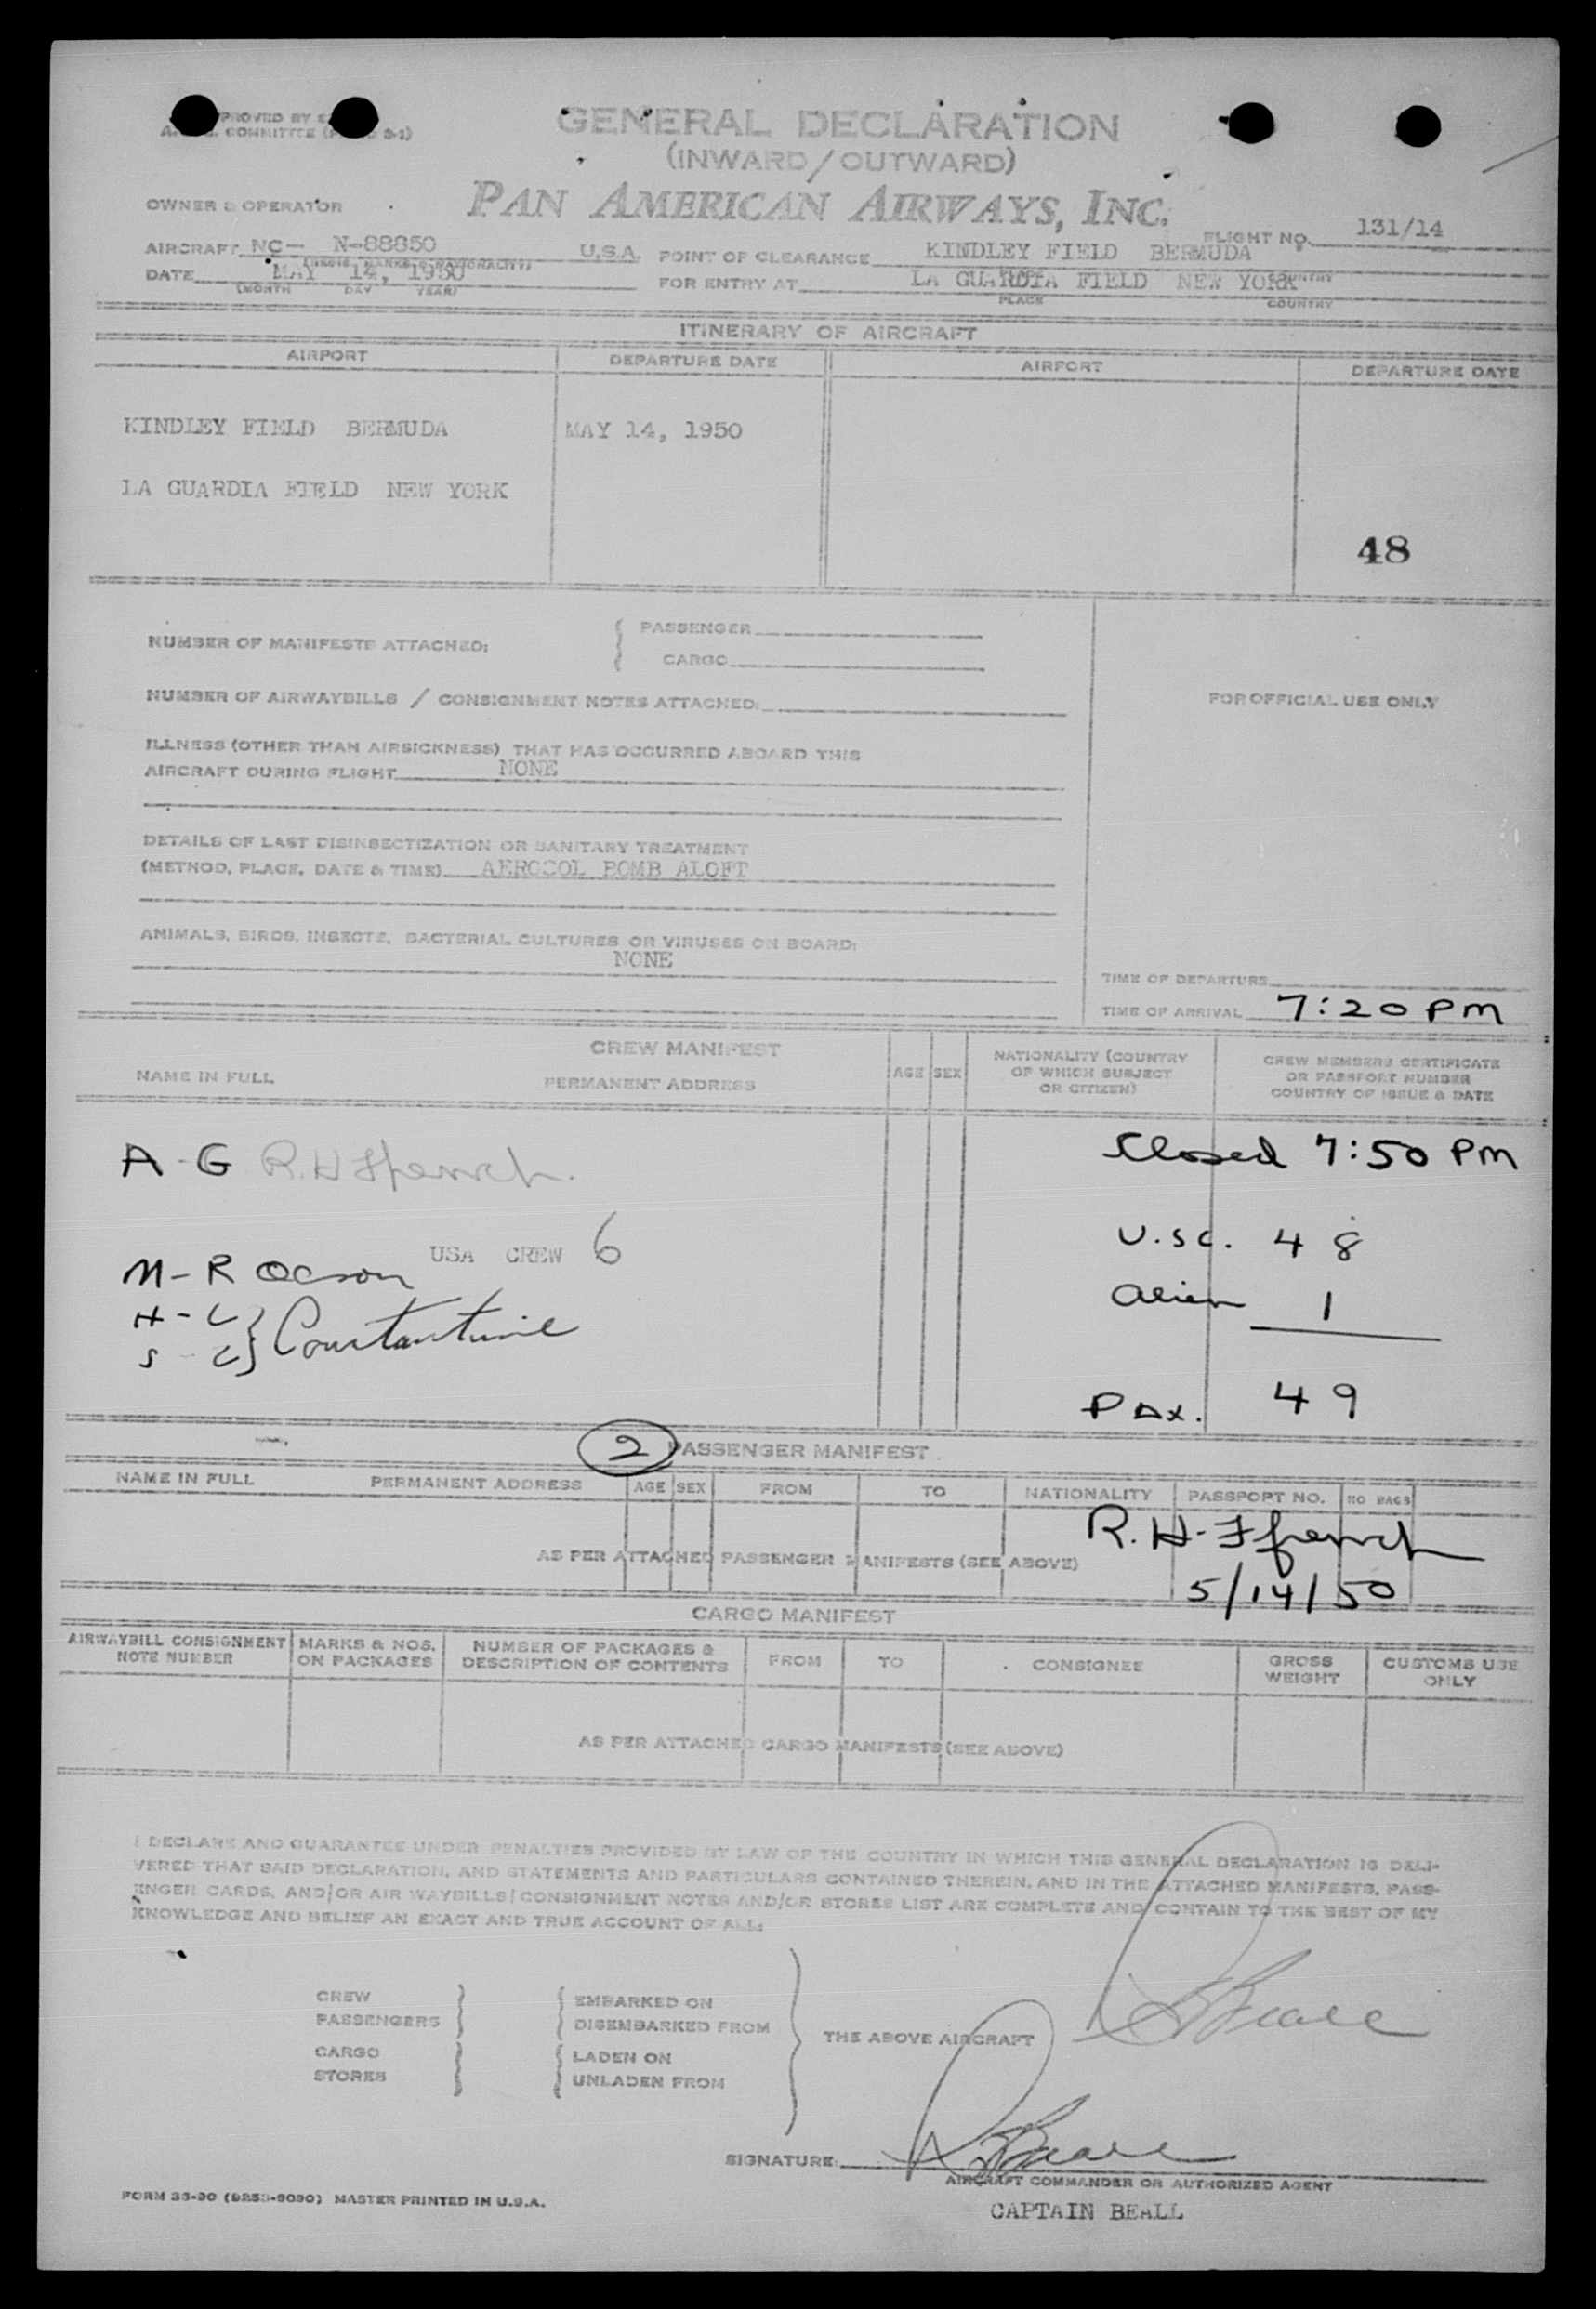 GENERAL DECLARATION
(INWARD/OUTWARD)
PAN AMERICAN AIRWAYS, INC.
OWNER & OPERATOR
FLIGHT NO. 131/14
AIRCRAFT NC- N-88850 U.S.A. POINT OF CLEARANCE KINDLEY FIELD BERMUDA
DATE MAY 14, 1950 FOR ENTRY AT LA GUARDIA FIELD NEW YORK
(MONTH DAY YEAR) PLACE COUNTRY
ITINERARY OF AIRCRAFT
AIRPORT DEPARTURE DATE AIRPORT DEPARTURE DATE
KINDLEY FIELD BERMUDA MAY 14, 1950
LA GUARDIA FIELD NEW YORK
48
NUMBER OF MANIFESTS ATTACHED: PASSENGER
CARGO
NUMBER OF AIRWAYBILLS / CONSIGNMENT NOTES ATTACHED:
FOR OFFICIAL USE ONLY
ILLNESS (OTHER THAN AIRSICKNESS) THAT HAS OCCURRED ABOARD THIS
AIRCRAFT DURING FLIGHT NONE
DETAILS OF LAST DISINSECTIZATION OR SANITARY TREATMENT
(METHOD, PLACE, DATE & TIME) AEROSOL BOMB ALOFT
ANIMALS, BIRDS, INSECTS, BACTERIAL CULTURES OR VIRUSES ON BOARD:
NONE
TIME OF DEPARTURE
TIME OF ARRIVAL 7:20 PM
CREW MANIFEST
NAME IN FULL PERMANENT ADDRESS AGE SEX NATIONALITY (COUNTRY OF WHICH SUBJECT OR CITIZEN) CREW MEMBERS CERTIFICATE OR PASSPORT NUMBER COUNTRY OF ISSUE & DATE
A-G R.H Ffrench. Closed 7:50 PM
USA CREW 6 U.S.C. 48
M-R
Alien 1
H-L
S-C } Constantine
Pax. 49
2 PASSENGER MANIFEST
NAME IN FULL PERMANENT ADDRESS AGE SEX FROM TO NATIONALITY PASSPORT NO. NO BAGS
R.H-Ffrench
AS PER ATTACHED PASSENGER MANIFESTS (SEE ABOVE)
5/14/50
CARGO MANIFEST
AIRWAYBILL CONSIGNMENT NOTE NUMBER MARKS & NOS. ON PACKAGES NUMBER OF PACKAGES & DESCRIPTION OF CONTENTS FROM TO CONSIGNEE GROSS WEIGHT CUSTOMS USE ONLY
AS PER ATTACHED CARGO MANIFESTS (SEE ABOVE)
I DECLARE AND GUARANTEE UNDER PENALTIES PROVIDED BY LAW OF THE COUNTRY IN WHICH THIS GENERAL DECLARATION IS DELI-
VERED THAT SAID DECLARATION, AND STATEMENTS AND PARTICULARS CONTAINED THEREIN, AND IN THE ATTACHED MANIFESTS, PASS-
ENGER CARDS, AND/OR AIR WAYBILLS/CONSIGNMENT NOTES AND/OR STORES LIST ARE COMPLETE AND CONTAIN TO THE BEST OF MY
KNOWLEDGE AND BELIEF AN EXACT AND TRUE ACCOUNT OF ALL:
CREW EMBARKED ON
PASSENGERS DISEMBARKED FROM
THE ABOVE AIRCRAFT Beall
CARGO LADEN ON
STORES UNLADEN FROM
SIGNATURE: Beall
AIRCRAFT COMMANDER OR AUTHORIZED AGENT
FORM 35-90 MASTER PRINTED IN U.S.A.
CAPTAIN BEALL